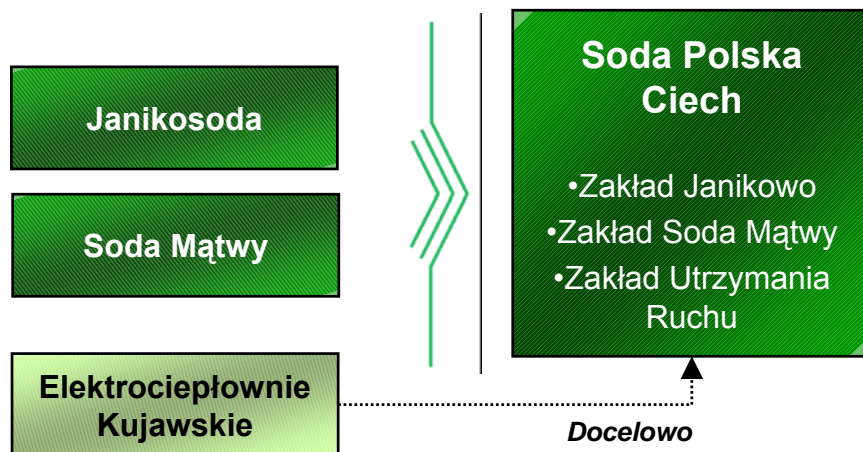 Janikosoda
Soda Mątwy
Elektrociepłownie
Kujawskie
Soda Polska
Ciech
•Zakład Janikowo
•Zakład Soda Mątwy
•Zakład Utrzymania
Ruchu
Docelowo